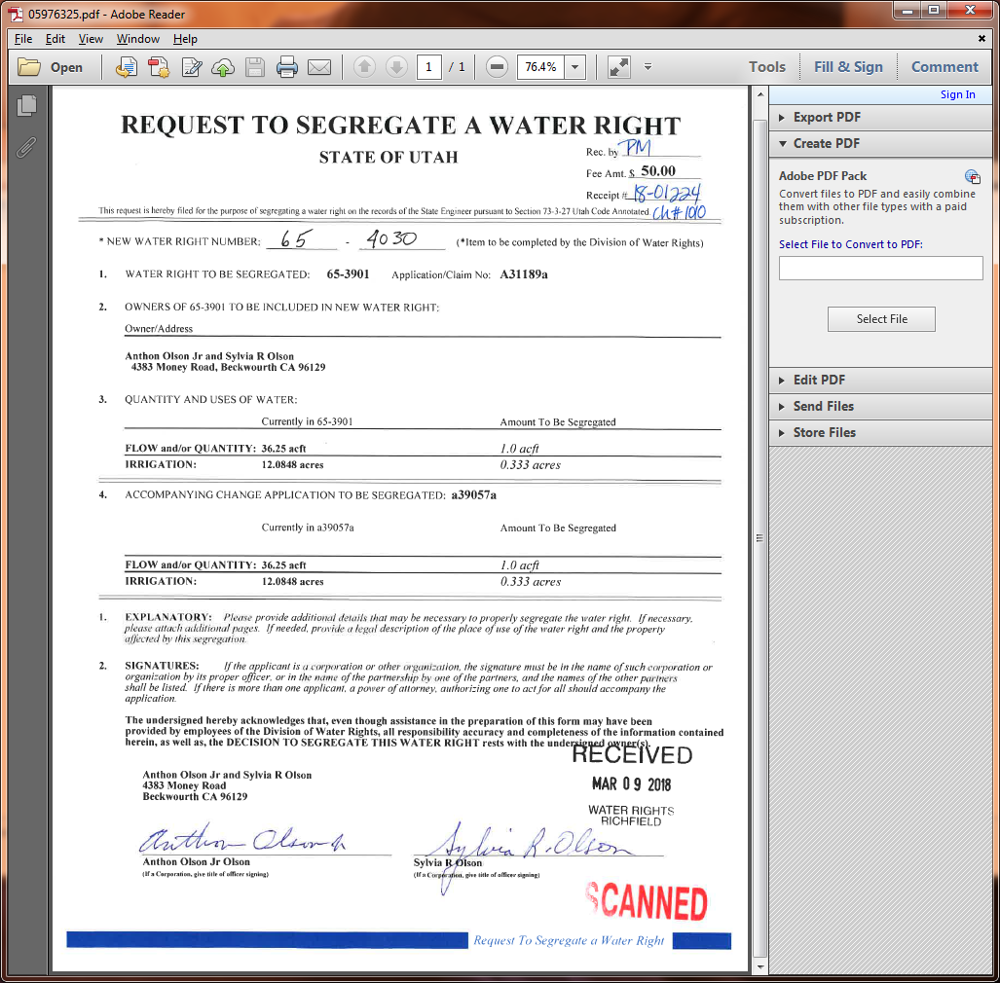 05976325.pdf - Adobe Reader
File Edit View Window Help
Open 1 / 1 76.4% Tools Fill & Sign Comment
Sign In
Export PDF
Create PDF
Adobe PDF Pack
Convert files to PDF and easily combine
them with other file types with a paid
subscription.
Select File to Convert to PDF:
Select File
Edit PDF
Send Files
Store Files
REQUEST TO SEGREGATE A WATER RIGHT
STATE OF UTAH
Rec. by PM
Fee Amt. $ 50.00
Receipt # 18-01224
This request is hereby filed for the purpose of segregating a water right on the records of the State Engineer pursuant to Section 73-3-27 Utah Code Annotated. Ch# 1010
* NEW WATER RIGHT NUMBER: 65 - 4030 (*Item to be completed by the Division of Water Rights)
1. WATER RIGHT TO BE SEGREGATED: 65-3901 Application/Claim No: A31189a
2. OWNERS OF 65-3901 TO BE INCLUDED IN NEW WATER RIGHT:
Owner/Address
Anthon Olson Jr and Sylvia R Olson
4383 Money Road, Beckwourth CA 96129
3. QUANTITY AND USES OF WATER:
Currently in 65-3901 Amount To Be Segregated
FLOW and/or QUANTITY: 36.25 acft 1.0 acft
IRRIGATION: 12.0848 acres 0.333 acres
4. ACCOMPANYING CHANGE APPLICATION TO BE SEGREGATED: a39057a
Currently in a39057a Amount To Be Segregated
FLOW and/or QUANTITY: 36.25 acft 1.0 acft
IRRIGATION: 12.0848 acres 0.333 acres
1. EXPLANATORY: Please provide additional details that may be necessary to properly segregate the water right. If necessary,
please attach additional pages. If needed, provide a legal description of the place of use of the water right and the property
affected by this segregation.
2. SIGNATURES: If the applicant is a corporation or other organization, the signature must be in the name of such corporation or
organization by its proper officer, or in the name of the partnership by one of the partners, and the names of the other partners
shall be listed. If there is more than one applicant, a power of attorney, authorizing one to act for all should accompany the
application.
The undersigned hereby acknowledges that, even though assistance in the preparation of this form may have been
provided by employees of the Division of Water Rights, all responsibility accuracy and completeness of the information contained
herein, as well as, the DECISION TO SEGREGATE THIS WATER RIGHT rests with the undersigned owner(s).
RECEIVED
MAR 09 2018
WATER RIGHTS
RICHFIELD
Anthon Olson Jr and Sylvia R Olson
4383 Money Road
Beckwourth CA 96129
Anthon Olson Jr Sylvia R. Olson
Anthon Olson Jr Olson Sylvia R Olson
(If a Corporation, give title of officer signing) (If a Corporation, give title of officer signing)
SCANNED
Request To Segregate a Water Right